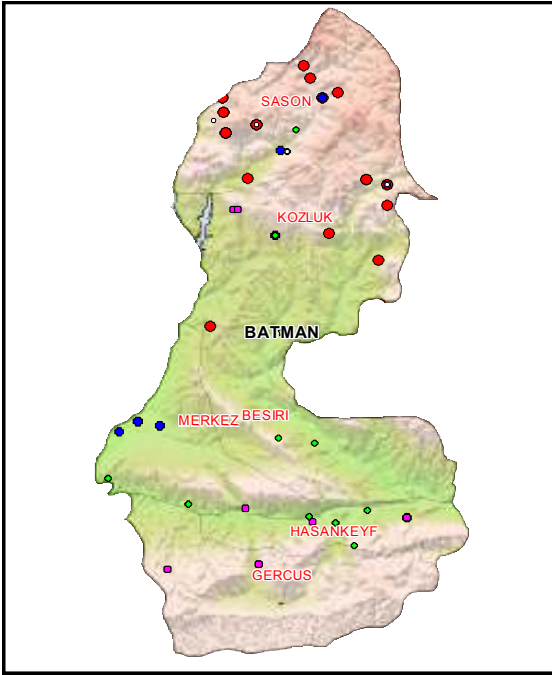 SASON
KOZLUK
BATMAN
MERKEZ
BESIRI
HASANKEYF
GERCUS